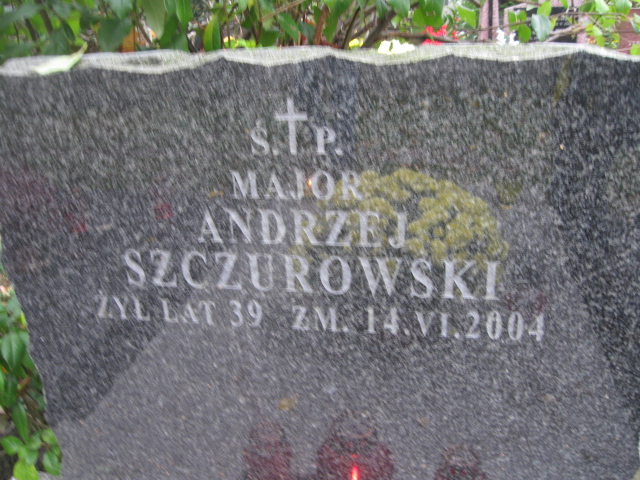 Ś. P.
MAJOR
ANDRZEJ
SZCZUROWSKI
ŻYŁ LAT 39 ZM. 14.VI.2004